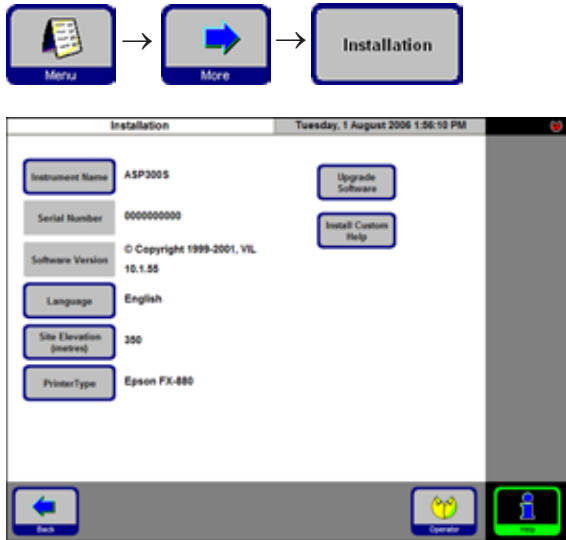 Menu
More
Installation
Installation
Tuesday, 1 August 2006 1:56:10 PM
Instrument Name
ASP300S
Serial Number
0000000000
Software Version
© Copyright 1999-2001, VIL
10.1.55
Language
English
Site Elevation
(metres)
350
PrinterType
Epson FX-880
Upgrade
Software
Install Custom
Help
Back
Operator
Help